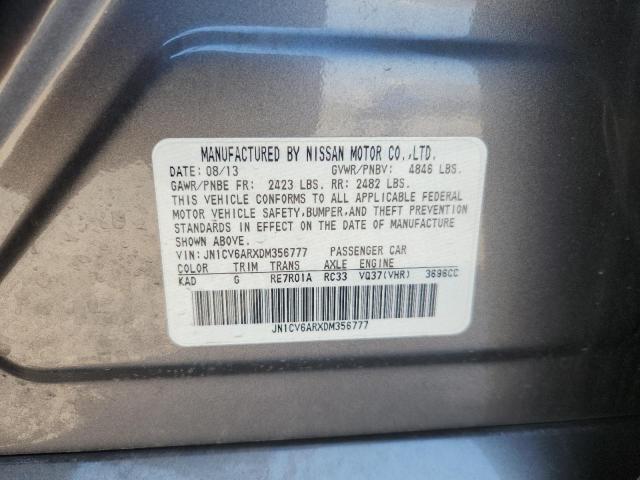 MANUFACTURED BY NISSAN MOTOR CO.,LTD.
DATE: 08/13 GVWR/PNBV: 4846 LBS.
GAWR/PNBE FR: 2423 LBS. RR: 2482 LBS.
THIS VEHICLE CONFORMS TO ALL APPLICABLE FEDERAL
MOTOR VEHICLE SAFETY,BUMPER,AND THEFT PREVENTION
STANDARDS IN EFFECT ON THE DATE OF MANUFACTURE
SHOWN ABOVE.
VIN: JN1CV6ARXDM356777 PASSENGER CAR
COLOR TRIM TRANS AXLE ENGINE
KAD G RE7R01A RC33 VQ37(VHR) 3696CC
JN1CV6ARXDM356777